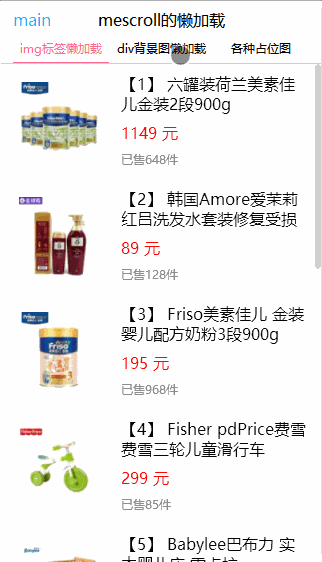 main
mescroll的懒加载
img标签懒加载 div背景图懒加载 各种占位图
【1】 六罐装荷兰美素佳
儿金装2段900g
1149 元
已售648件
【2】 韩国Amore爱茉莉
红吕洗发水套装修复受损
89 元
已售128件
Friso
【3】 Friso美素佳儿 金装
婴儿配方奶粉3段900g
195 元
已售968件
【4】 Fisher pdPrice费雪
费雪三轮儿童滑行车
299 元
已售85件
【5】 Babylee巴布力 实